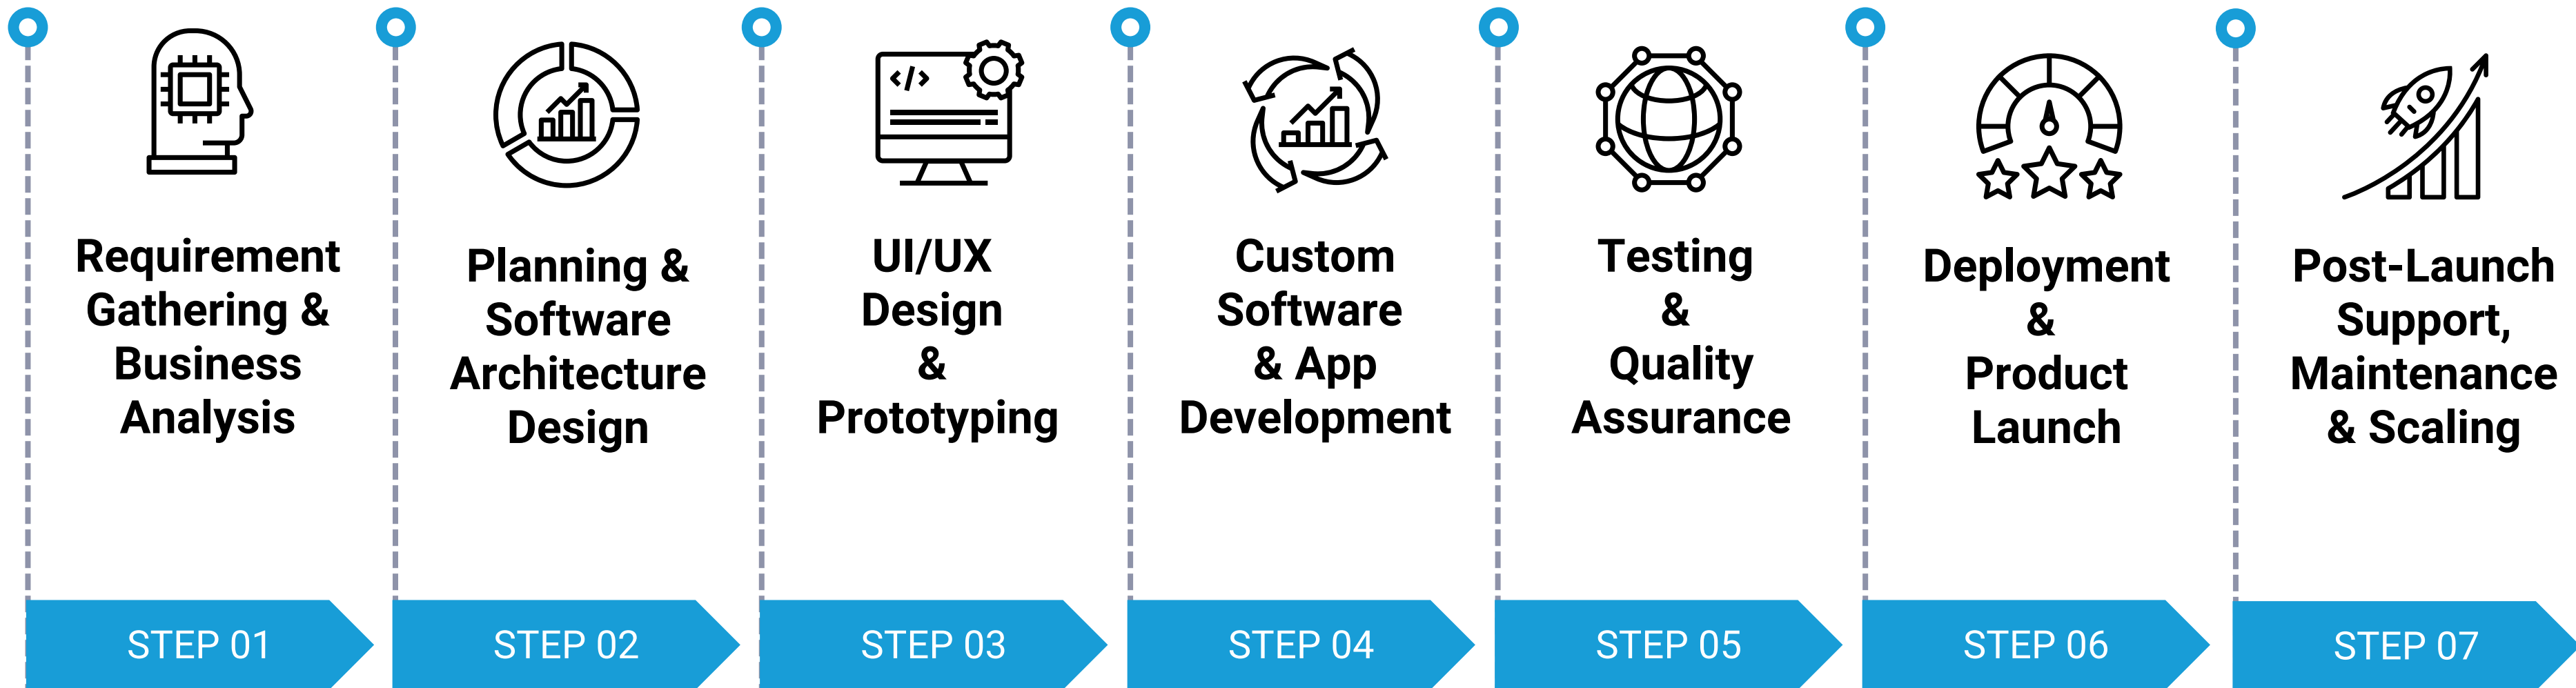 Requirement
Gathering &
Business
Analysis
STEP 01
Planning &
Software
Architecture
Design
STEP 02
</>
UI/UX
Design
&
Prototyping
STEP 03
Custom
Software
& App
Development
STEP 04
Testing
&
Quality
Assurance
STEP 05
Deployment
&
Product
Launch
STEP 06
Post-Launch
Support,
Maintenance
& Scaling
STEP 07